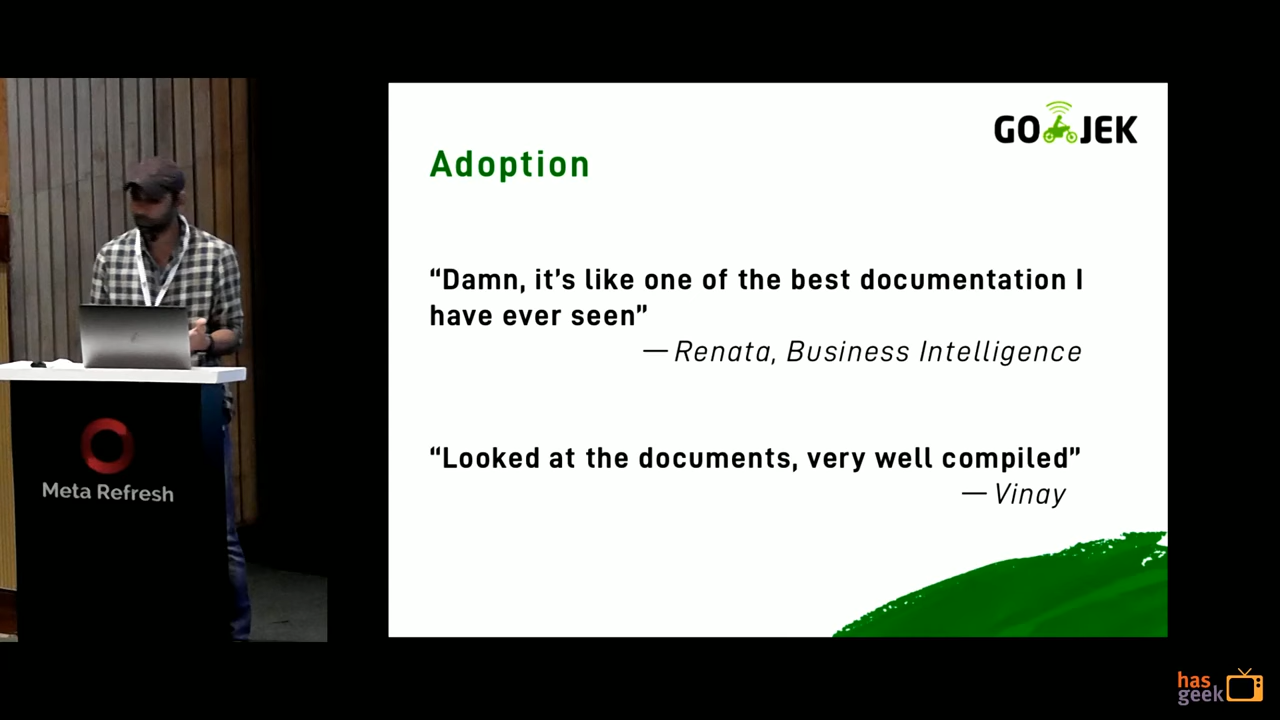 GO JEK
Adoption
“Damn, it’s like one of the best documentation I
have ever seen”
— Renata, Business Intelligence
“Looked at the documents, very well compiled”
— Vinay
Meta Refresh
has
geek